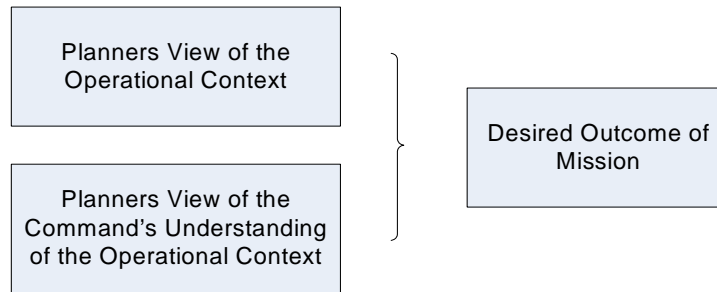 Planners View of the
Operational Context
Planners View of the
Command's Understanding
of the Operational Context
Desired Outcome of
Mission